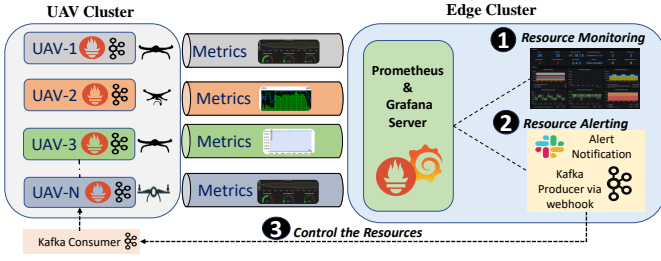 UAV Cluster
Edge Cluster
UAV-1
UAV-2
UAV-3
UAV-N
Metrics
Metrics
Metrics
Metrics
Prometheus
&
Grafana
Server
1
Resource Monitoring
2
Resource Alerting
Alert
Notification
Kafka
Producer via
webhook
3
Control the Resources
Kafka Consumer